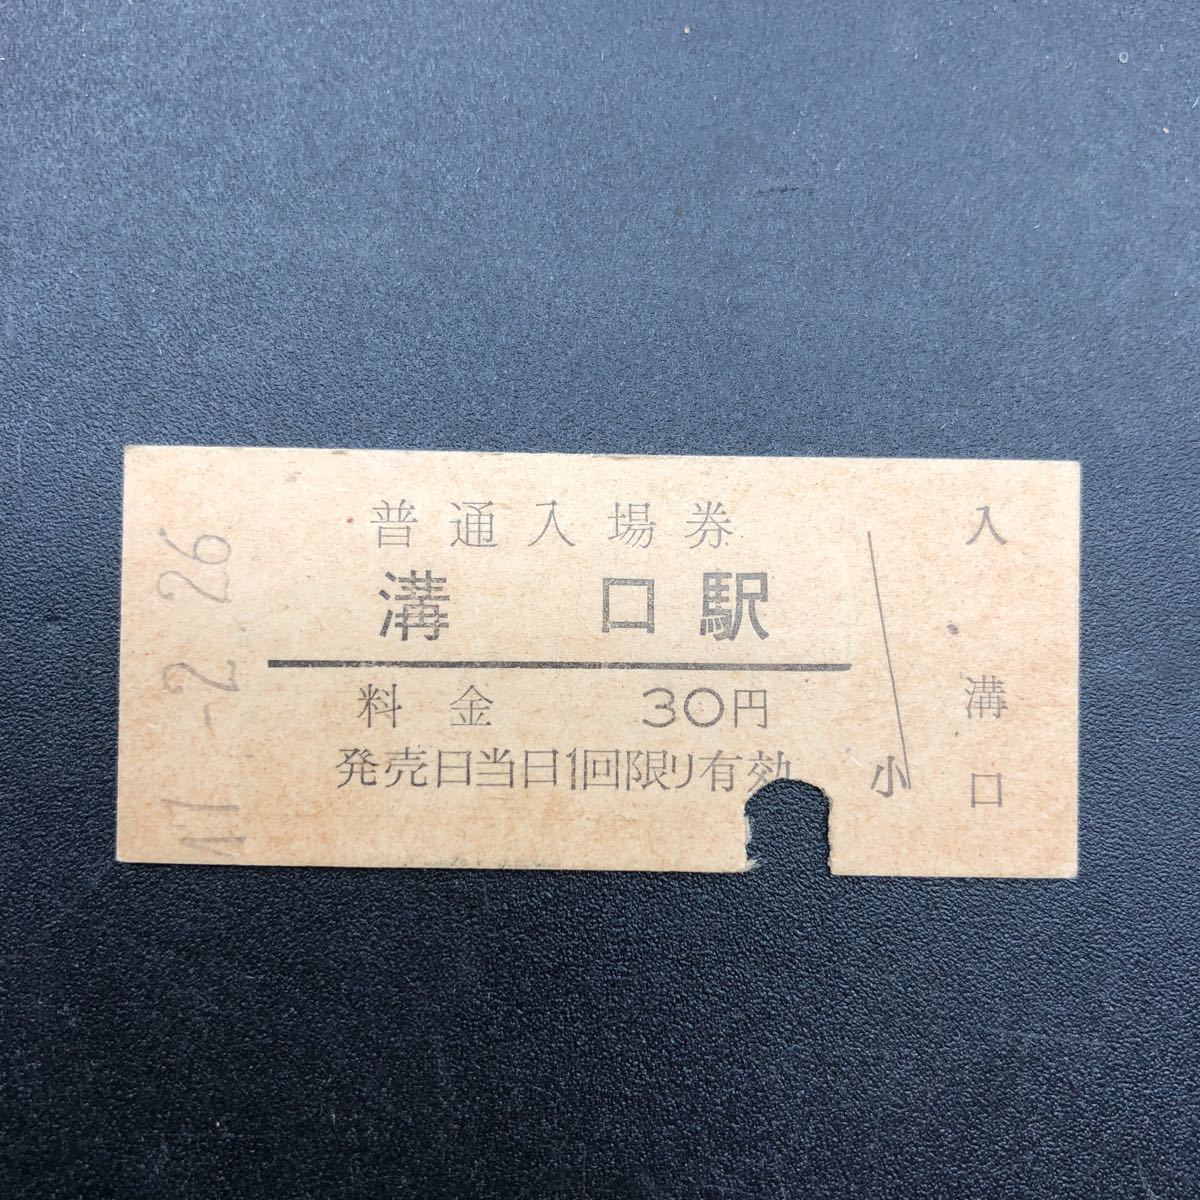 普通入場券
溝口駅
料金 30円
発売日当日1回限り有効
小
入
溝口
47-2 26